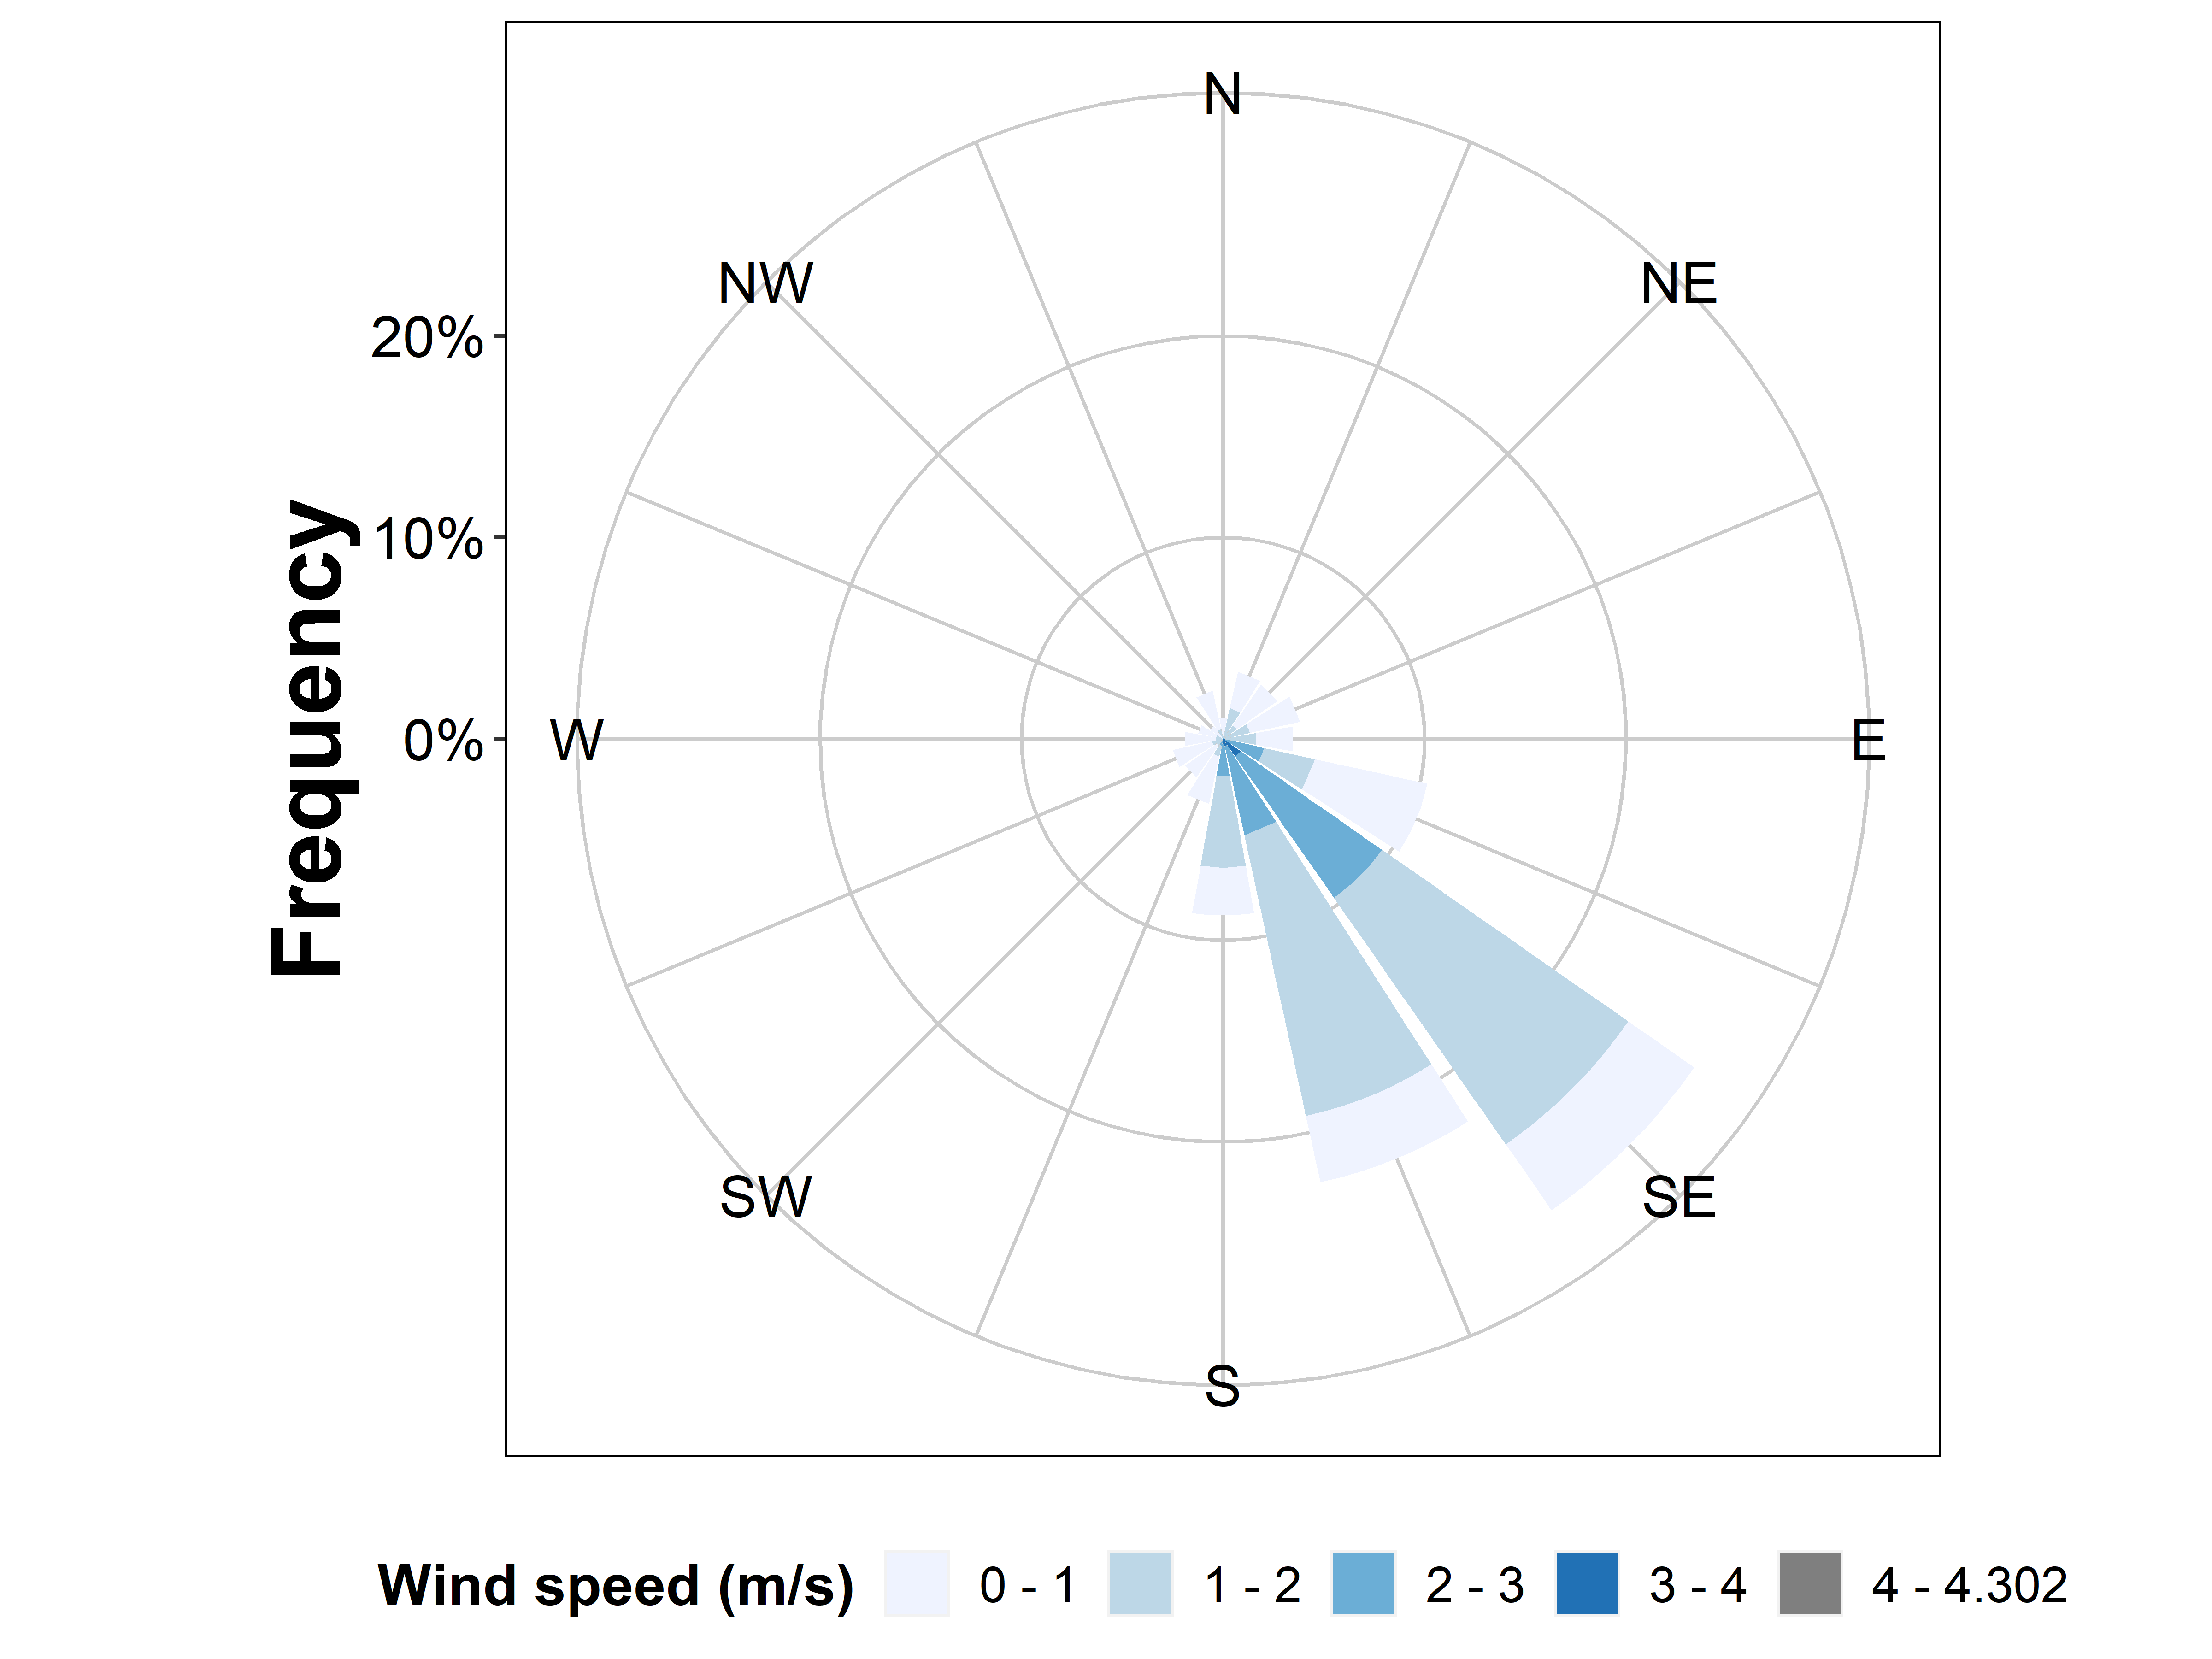 N
NW
NE
20%
10%
0%
W
E
Frequency
SW
SE
S
Wind speed (m/s) 0 - 1 1 - 2 2 - 3 3 - 4 4 - 4.302